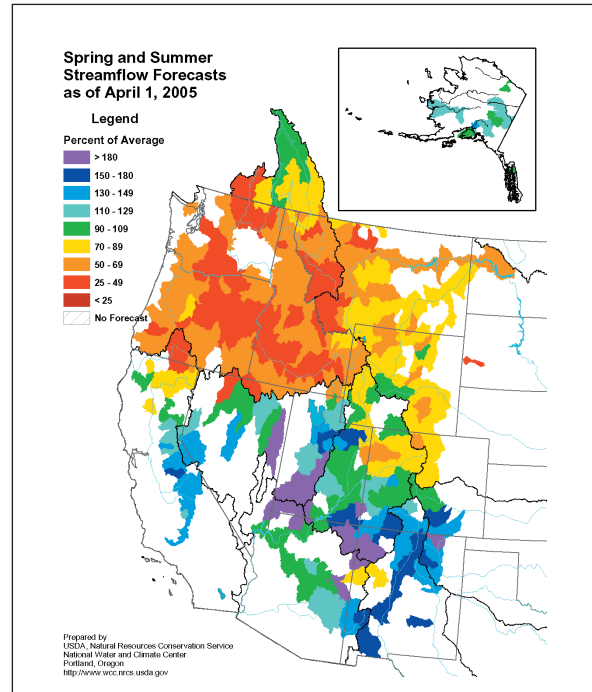 Spring and Summer
Streamflow Forecasts
as of April 1, 2005
Legend
Percent of Average
> 180
150 - 180
130 - 149
110 - 129
90 - 109
70 - 89
50 - 69
25 - 49
< 25
No Forecast
Prepared by
USDA, Natural Resources Conservation Service
National Water and Climate Center
Portland, Oregon
http://www.wcc.nrcs.usda.gov